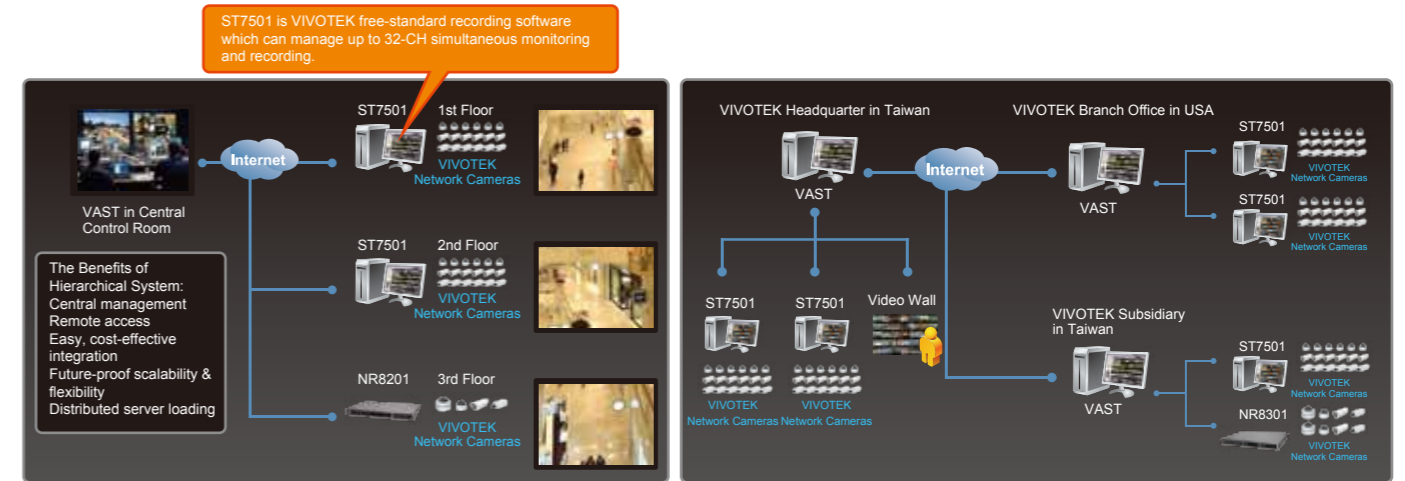 ST7501 is VIVOTEK free-standard recording software
which can manage up to 32-CH simultaneous monitoring
and recording.
ST7501
1st Floor
Internet
VIVOTEK
Network Cameras
VAST in Central
Control Room
ST7501
2nd Floor
VIVOTEK
Network Cameras
The Benefits of
Hierarchical System:
Central management
Remote access
Easy, cost-effective
integration
Future-proof scalability &
flexibility
Distributed server loading
NR8201
3rd Floor
VIVOTEK
Network Cameras
VIVOTEK Headquarter in Taiwan
VAST
Internet
VIVOTEK Branch Office in USA
VAST
ST7501
VIVOTEK
Network Cameras
ST7501
VIVOTEK
Network Cameras
ST7501
VIVOTEK
Network Cameras
ST7501
VIVOTEK
Network Cameras
Video Wall
VIVOTEK Subsidiary
in Taiwan
VAST
ST7501
VIVOTEK
Network Cameras
NR8301
VIVOTEK
Network Cameras